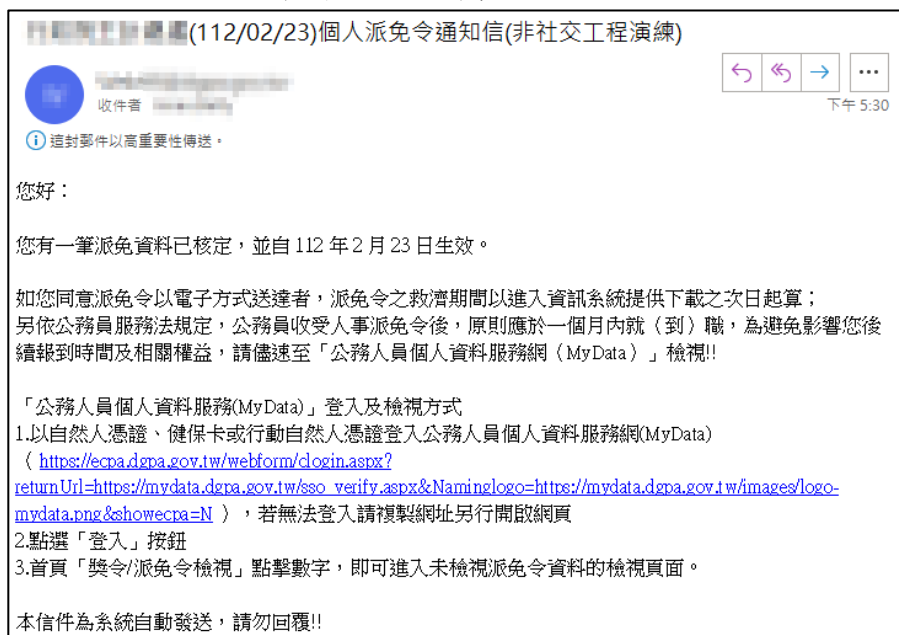 (112/02/23)個人派免令通知信(非社交工程演練)
收件者
下午 5:30
這封郵件以高重要性傳送。
您好：
您有一筆派免資料已核定，並自 112 年 2 月 23 日生效。
如您同意派免令以電子方式送達者，派免令之救濟期間以進入資訊系統提供下載之次日起算；
另依公務員服務法規定，公務員收受人事派免令後，原則應於一個月內就（到）職，為避免影響您後
續報到時間及相關權益，請儘速至「公務人員個人資料服務網（MyData）」檢視!!
「公務人員個人資料服務(MyData)」登入及檢視方式
1.以自然人憑證、健保卡或行動自然人憑證登入公務人員個人資料服務網(MyData)
（ https://ecpa.dgpa.gov.tw/webform/clogin.aspx?
returnUrl=https://mydata.dgpa.gov.tw/sso_verify.aspx&Naminglogo=https://mydata.dgpa.gov.tw/images/logo-
mydata.png&showecpa=N ），若無法登入請複製網址另行開啟網頁
2.點選「登入」按鈕
3.首頁「獎令/派免令檢視」點擊數字，即可進入未檢視派免令資料的檢視頁面。
本信件為系統自動發送，請勿回覆!!